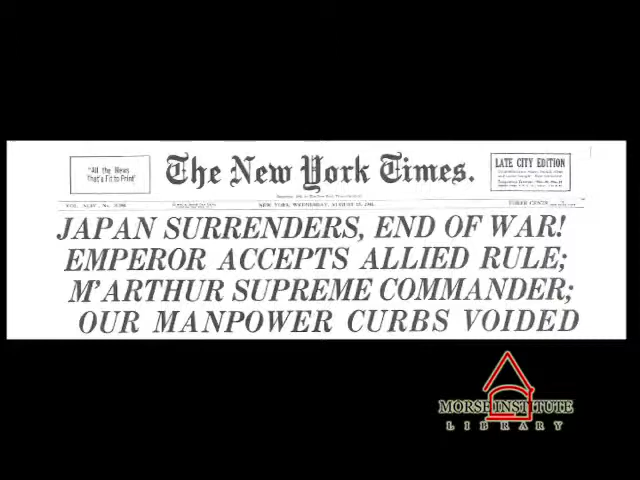 "All the News
That's Fit to Print"
The New York Times.
LATE CITY EDITION
NEW YORK, WEDNESDAY, AUGUST 15, 1945.
THREE CENTS
JAPAN SURRENDERS, END OF WAR!
EMPEROR ACCEPTS ALLIED RULE;
M'ARTHUR SUPREME COMMANDER;
OUR MANPOWER CURBS VOIDED
MORSE INSTITUTE
LIBRARY